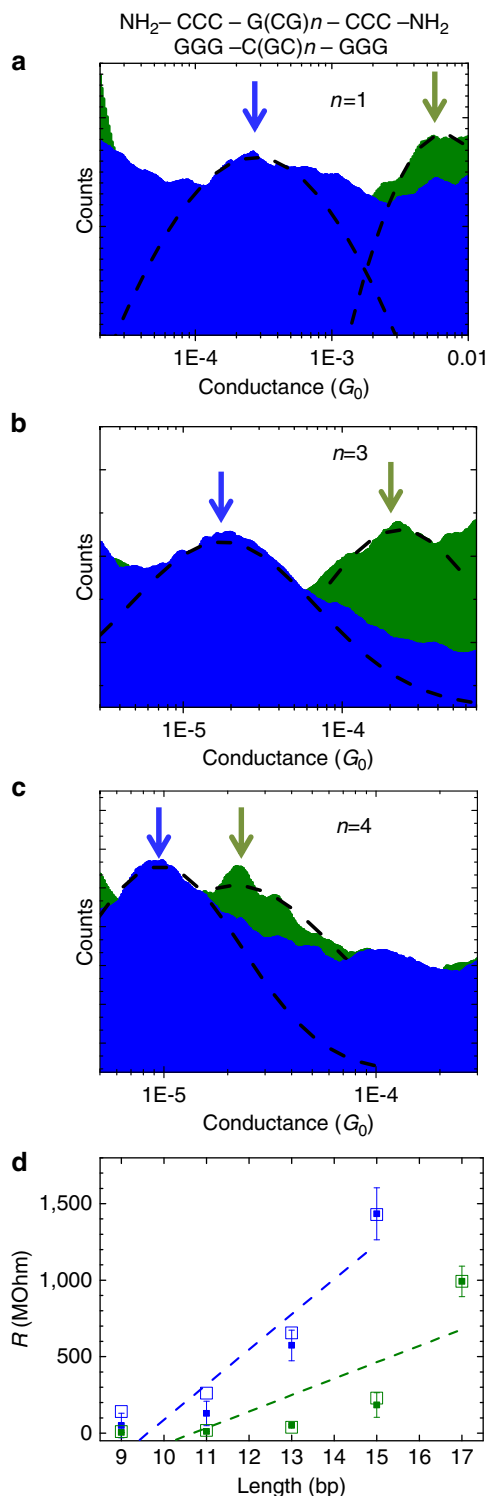 NH2– CCC – G(CG)n – CCC –NH2
GGG –C(GC)n – GGG
a
n=1
Counts
1E-4 1E-3 0.01
Conductance (G0)
b
n=3
Counts
1E-5 1E-4
Conductance (G0)
c
n=4
Counts
1E-5 1E-4
Conductance (G0)
d
R (MOhm)
1,500
1,000
500
0
9 10 11 12 13 14 15 16 17
Length (bp)